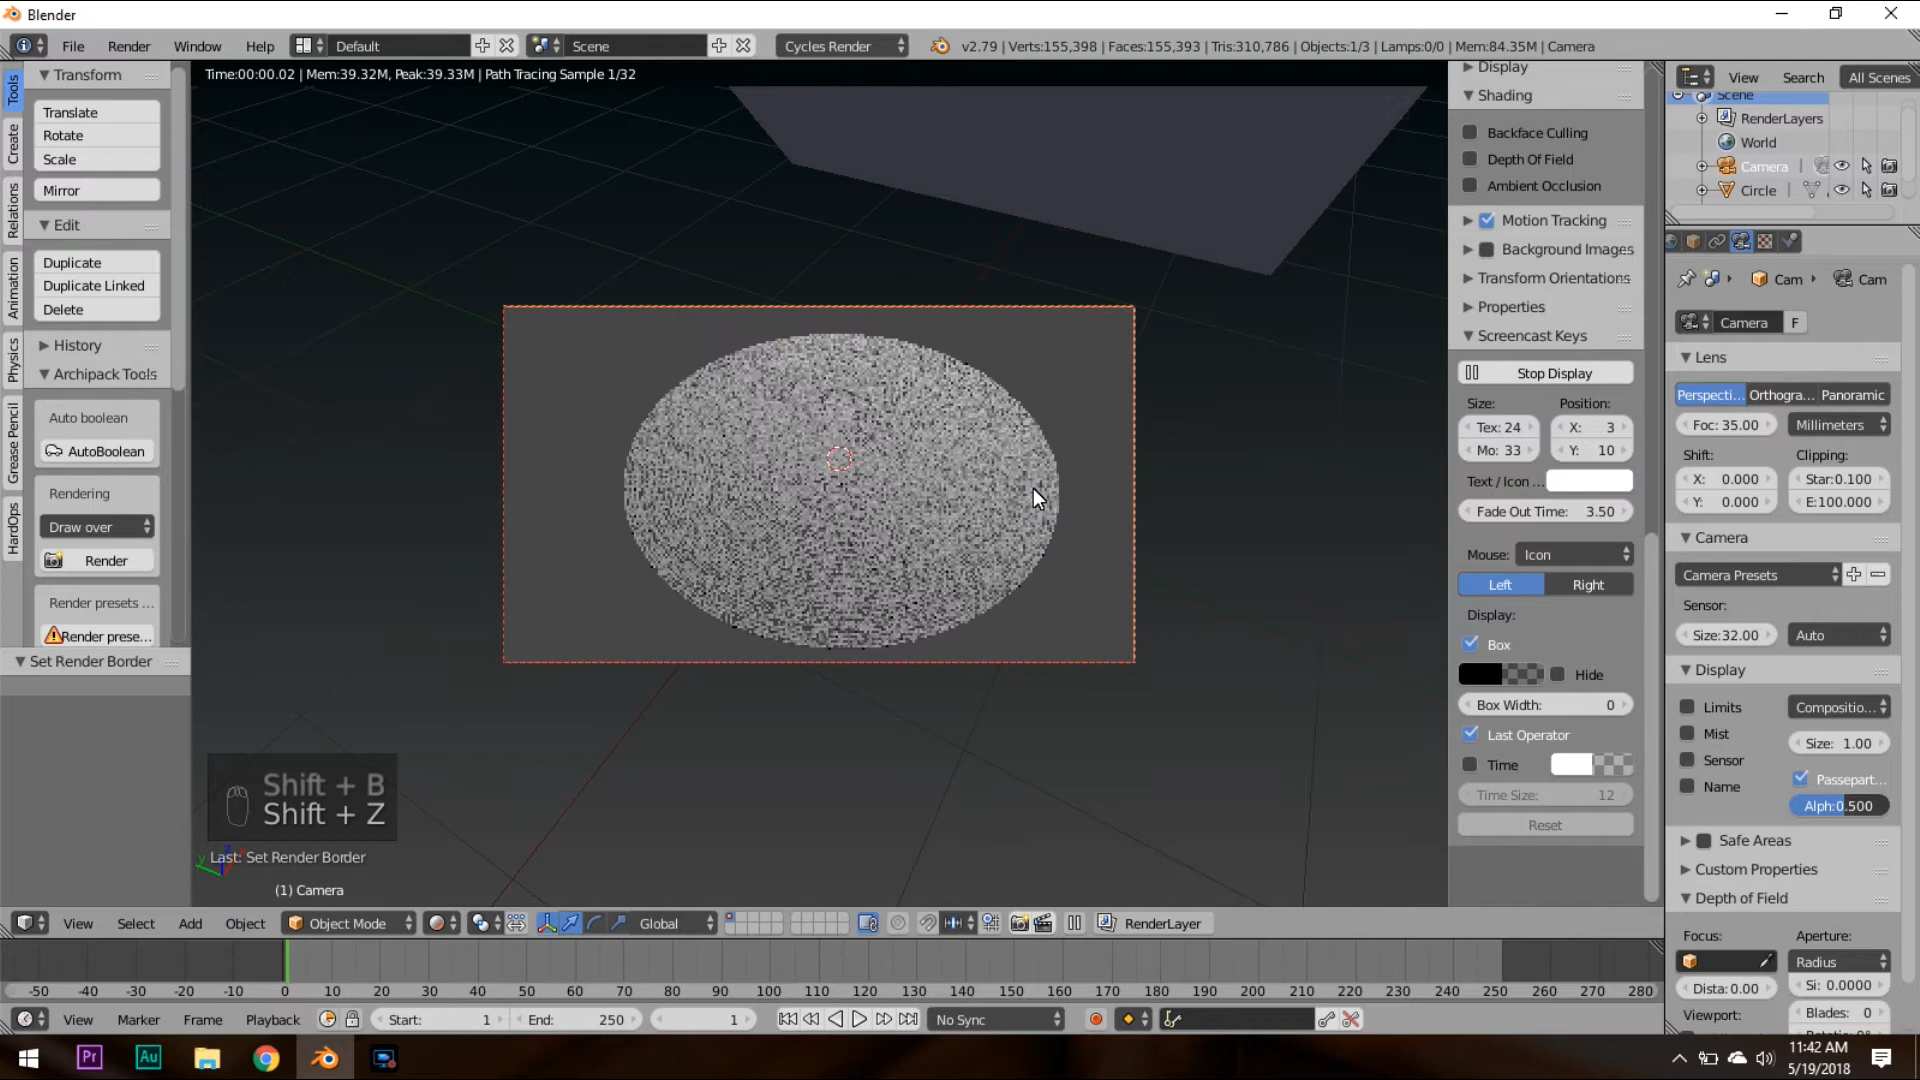 Blender
File Render Window Help Default Scene Cycles Render v2.79 | Verts:155,398 | Faces:155,393 | Tris:310,786 | Objects:1/3 | Lamps:0/0 | Mem:84.35M | Camera
Time:00:00.02 | Mem:39.32M, Peak:39.33M | Path Tracing Sample 1/32
Tools
Create
Relations
Animation
Physics
Grease Pencil
HardOps
Transform
Translate
Rotate
Scale
Mirror
Edit
Duplicate
Duplicate Linked
Delete
History
Archipack Tools
Auto boolean
AutoBoolean
Rendering
Draw over
Render
Render presets ...
Render prese...
Set Render Border
Shift + B
Shift + Z
Last: Set Render Border
(1) Camera
Display
Shading
Backface Culling
Depth Of Field
Ambient Occlusion
Motion Tracking
Background Images
Transform Orientations
Properties
Screencast Keys
Stop Display
Size: Position:
Tex: 24 X: 3
Mo: 33 Y: 10
Text / Icon ...
Fade Out Time: 3.50
Mouse: Icon
Left Right
Display:
Box
Hide
Box Width: 0
Last Operator
Time
Time Size: 12
Reset
View Search All Scenes
Scene
RenderLayers
World
Camera
Circle
Cam Cam
Camera F
Lens
Perspecti... Orthogra... Panoramic
Foc: 35.00 Millimeters
Shift: Clipping:
X: 0.000 Star:0.100
Y: 0.000 E:100.000
Camera
Camera Presets
Sensor:
Size:32.00 Auto
Display
Limits Compositio...
Mist Size: 1.00
Sensor Passepart...
Name Alph:0.500
Safe Areas
Custom Properties
Depth of Field
Focus: Aperture:
Radius
Dista:0.00 Si: 0.0000
Viewport: Blades: 0
View Select Add Object Object Mode Global RenderLayer
-50 -40 -30 -20 -10 0 10 20 30 40 50 60 70 80 90 100 110 120 130 140 150 160 170 180 190 200 210 220 230 240 250 260 270 280
View Marker Frame Playback Start: 1 End: 250 1 No Sync
Pr Au
11:42 AM
5/19/2018